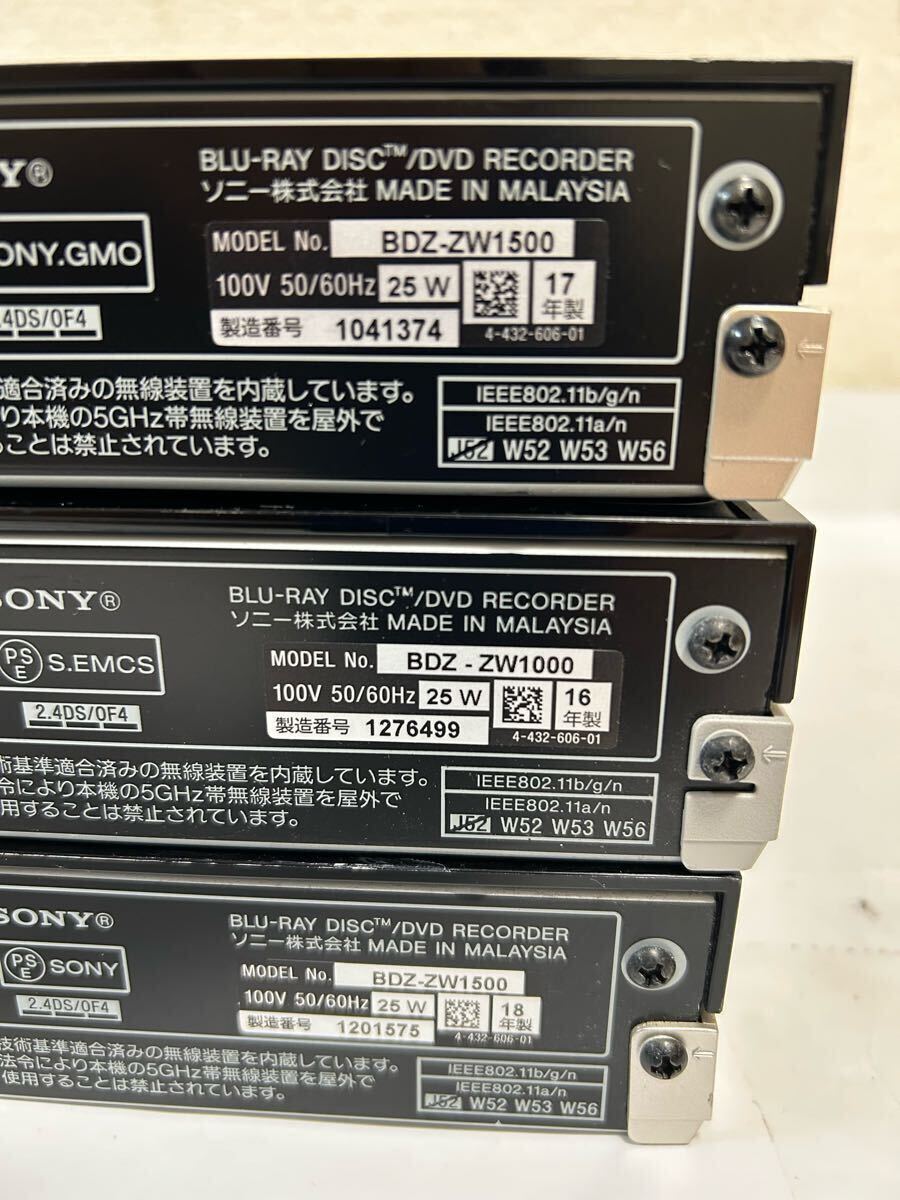 Y®
BLU-RAY DISC™/DVD RECORDER
ソニー株式会社 MADE IN MALAYSIA
ONY.GMO
MODEL No. BDZ-ZW1500
100V 50/60Hz 25 W
17年製
製造番号 1041374
4-432-606-01
.4DS/OF4
適合済みの無線装置を内蔵しています。
り本機の5GHz帯無線装置を屋外で
ことは禁止されています。
IEEE802.11b/g/n
IEEE802.11a/n
J52 W52 W53 W56
SONY®
BLU-RAY DISC™/DVD RECORDER
ソニー株式会社 MADE IN MALAYSIA
PSE S.EMCS
MODEL No. BDZ-ZW1000
100V 50/60Hz 25 W
16年製
製造番号 1276499
4-432-606-01
2.4DS/OF4
術基準適合済みの無線装置を内蔵しています。
令により本機の5GHz帯無線装置を屋外で
使用することは禁止されています。
IEEE802.11b/g/n
IEEE802.11a/n
J52 W52 W53 W56
SONY®
BLU-RAY DISC™/DVD RECORDER
ソニー株式会社 MADE IN MALAYSIA
PSE SONY
MODEL No. BDZ-ZW1500
100V 50/60Hz 25 W
18年製
製造番号 1201575
4-432-606-01
2.4DS/OF4
技術基準適合済みの無線装置を内蔵しています。
法令により本機の5GHz帯無線装置を屋外で
使用することは禁止されています。
IEEE802.11b/g/n
IEEE802.11a/n
J52 W52 W53 W56